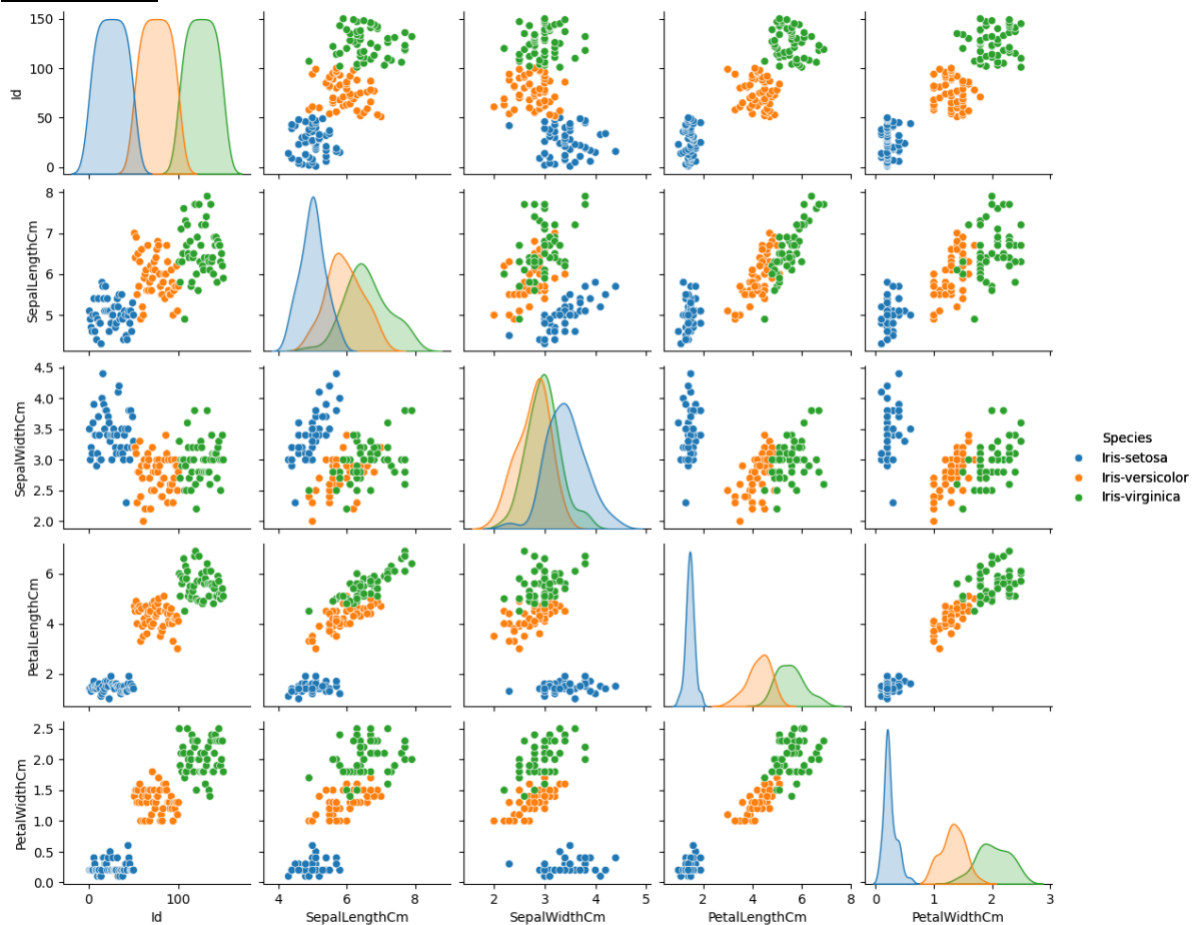 150
100
50
0
Id
8
7
6
5
SepalLengthCm
4.5
4.0
3.5
3.0
2.5
2.0
SepalWidthCm
Species
Iris-setosa
Iris-versicolor
Iris-virginica
6
4
2
PetalLengthCm
2.5
2.0
1.5
1.0
0.5
0.0
PetalWidthCm
0 100
4 6 8
2 3 4 5
2 4 6 8
0 1 2 3
Id SepalLengthCm SepalWidthCm PetalLengthCm PetalWidthCm